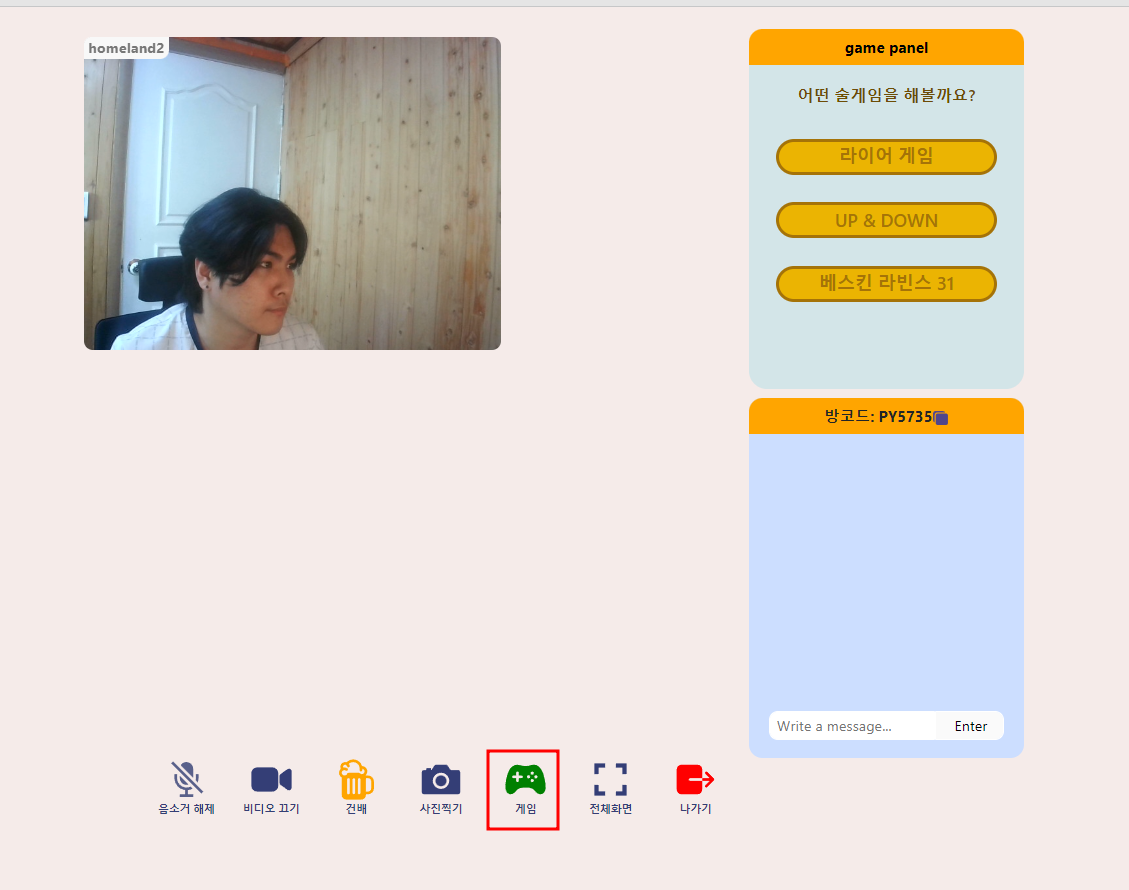 homeland2
game panel
어떤 술게임을 해볼까요?
라이어 게임
UP & DOWN
베스킨 라빈스 31
방코드: PY5735
Write a message...
Enter
음소거 해제
비디오 끄기
건배
사진찍기
게임
전체화면
나가기